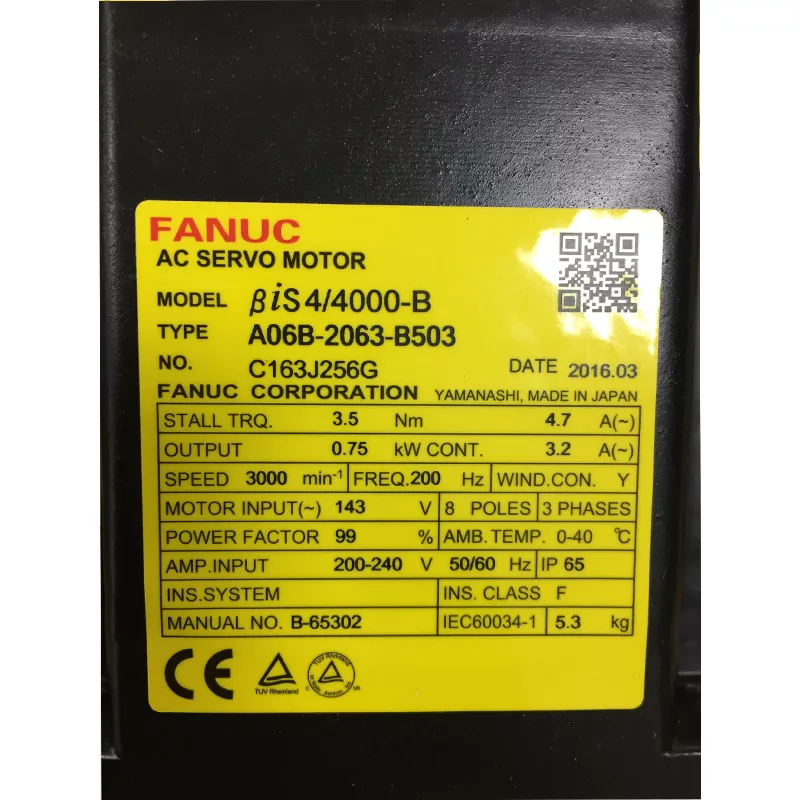 FANUC
AC SERVO MOTOR
MODEL βiS 4/4000-B
TYPE A06B-2063-B503
NO. C163J256G DATE 2016.03
FANUC CORPORATION YAMANASHI, MADE IN JAPAN
STALL TRQ. 3.5 Nm 4.7 A(~)
OUTPUT 0.75 kW CONT. 3.2 A(~)
SPEED 3000 min⁻¹ FREQ. 200 Hz WIND.CON. Y
MOTOR INPUT(~) 143 V 8 POLES 3 PHASES
POWER FACTOR 99 % AMB.TEMP. 0-40 °C
AMP.INPUT 200-240 V 50/60 Hz IP 65
INS.SYSTEM INS. CLASS F
MANUAL NO. B-65302 IEC60034-1 5.3 kg
CE
TUV Rheinland